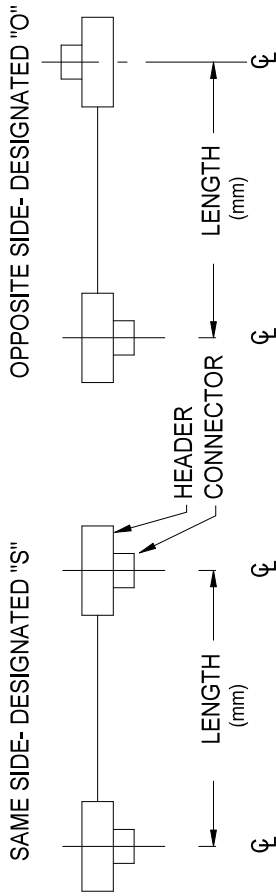 SAME SIDE- DESIGNATED "S"
HEADER
CONNECTOR
LENGTH
(mm)
℄
℄
OPPOSITE SIDE- DESIGNATED "O"
LENGTH
(mm)
℄
℄